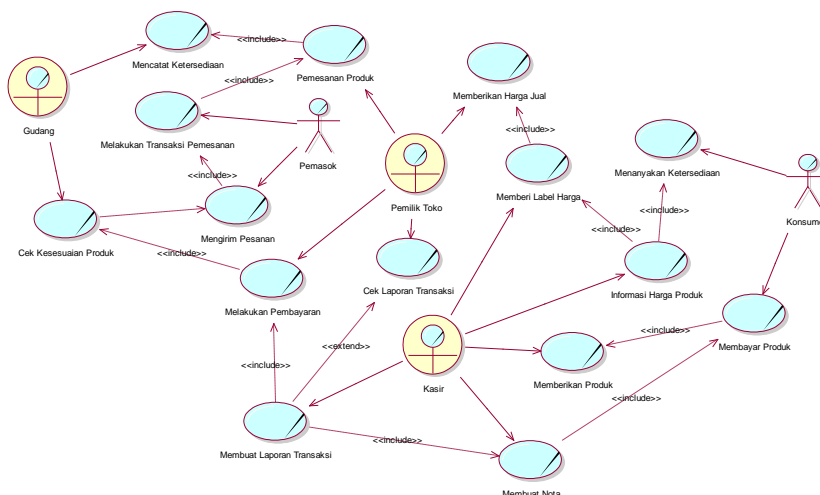 <<include>>
Mencatat Ketersediaan
Pemesanan Produk
<<include>>
Memberikan Harga Jual
Gudang
Melakukan Transaksi Pemesanan
Pemasok
<<include>>
<<include>>
Menanyakan Ketersediaan
Pemilik Toko
Memberi Label Harga
Konsume
Mengirim Pesanan
<<include>>
<<include>>
Cek Kesesuaian Produk
<<include>>
Cek Laporan Transaksi
Informasi Harga Produk
Melakukan Pembayaran
<<include>>
Membayar Produk
<<extend>>
<<include>>
Kasir
Memberikan Produk
<<include>>
<<include>>
Membuat Laporan Transaksi
Membuat Nota